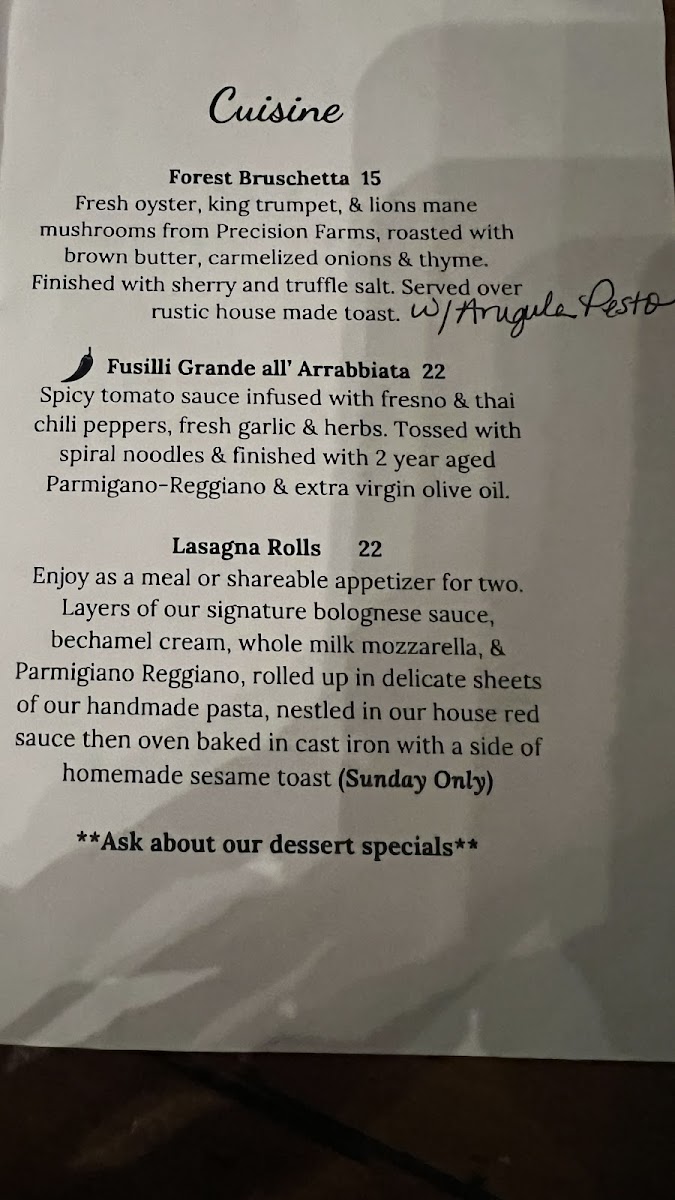 Cuisine
Forest Bruschetta 15
Fresh oyster, king trumpet, & lions mane
mushrooms from Precision Farms, roasted with
brown butter, carmelized onions & thyme.
Finished with sherry and truffle salt. Served over
rustic house made toast. w/ Arugula Pesto
Fusilli Grande all' Arrabbiata 22
Spicy tomato sauce infused with fresno & thai
chili peppers, fresh garlic & herbs. Tossed with
spiral noodles & finished with 2 year aged
Parmigano-Reggiano & extra virgin olive oil.
Lasagna Rolls 22
Enjoy as a meal or shareable appetizer for two.
Layers of our signature bolognese sauce,
bechamel cream, whole milk mozzarella, &
Parmigiano Reggiano, rolled up in delicate sheets
of our handmade pasta, nestled in our house red
sauce then oven baked in cast iron with a side of
homemade sesame toast (Sunday Only)
**Ask about our dessert specials**